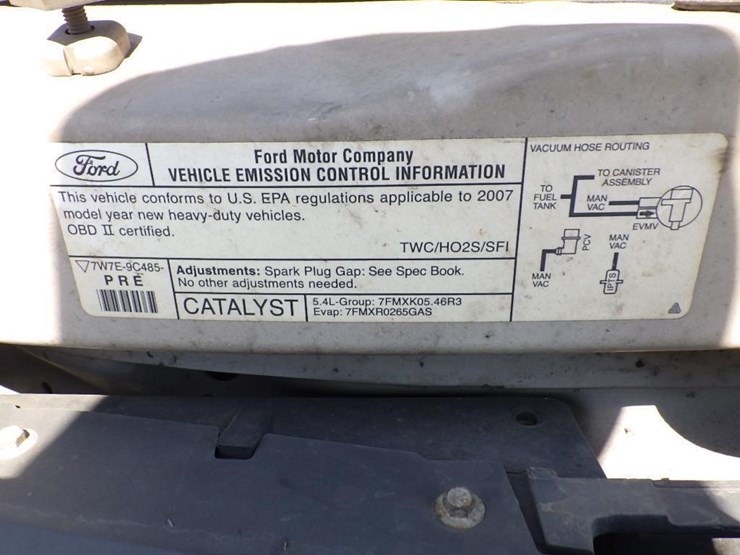 Ford
Ford Motor Company
VEHICLE EMISSION CONTROL INFORMATION
This vehicle conforms to U.S. EPA regulations applicable to 2007
model year new heavy-duty vehicles.
OBD II certified.
TWC/HO2S/SFI
7W7E-9C485-
PRE
Adjustments: Spark Plug Gap: See Spec Book.
No other adjustments needed.
CATALYST
5.4L-Group: 7FMXK05.46R3
Evap: 7FMXR0265GAS
VACUUM HOSE ROUTING
TO CANISTER
ASSEMBLY
TO
FUEL
TANK
MAN
VAC
EVMV
PCV
MAN
VAC
MAN
VAC
IPTS